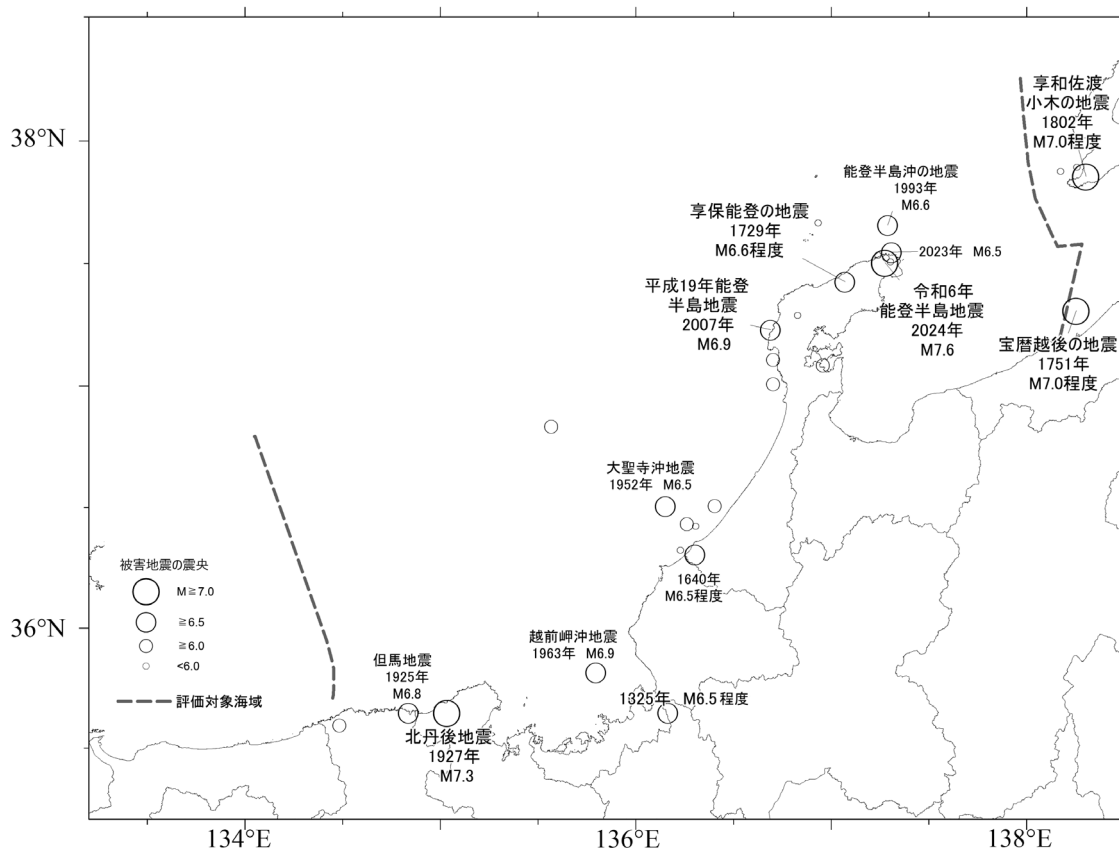 享和佐渡
小木の地震
1802年
M7.0程度
38°N
能登半島沖の地震
1993年
M6.6
享保能登の地震
1729年
M6.6程度
2023年 M6.5
平成19年能登
半島地震
2007年
M6.9
令和6年
能登半島地震
2024年
M7.6
宝暦越後の地震
1751年
M7.0程度
大聖寺沖地震
1952年 M6.5
1640年
M6.5程度
被害地震の震央
M≧7.0
≧6.5
≧6.0
<6.0
評価対象海域
36°N
越前岬沖地震
1963年 M6.9
但馬地震
1925年
M6.8
1325年 M6.5程度
北丹後地震
1927年
M7.3
134°E
136°E
138°E